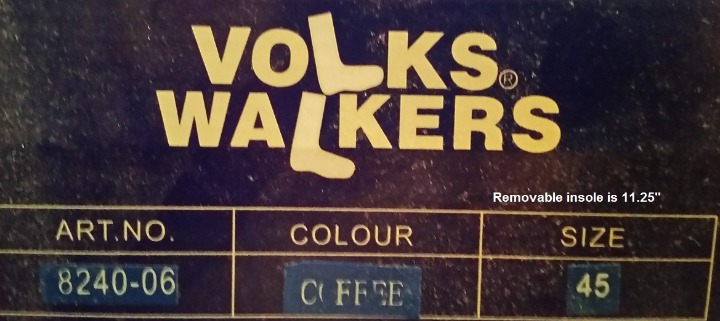 VOLKS®
WALKERS
Removable insole is 11.25"
ART.NO. COLOUR SIZE
8240-06 COFFEE 45